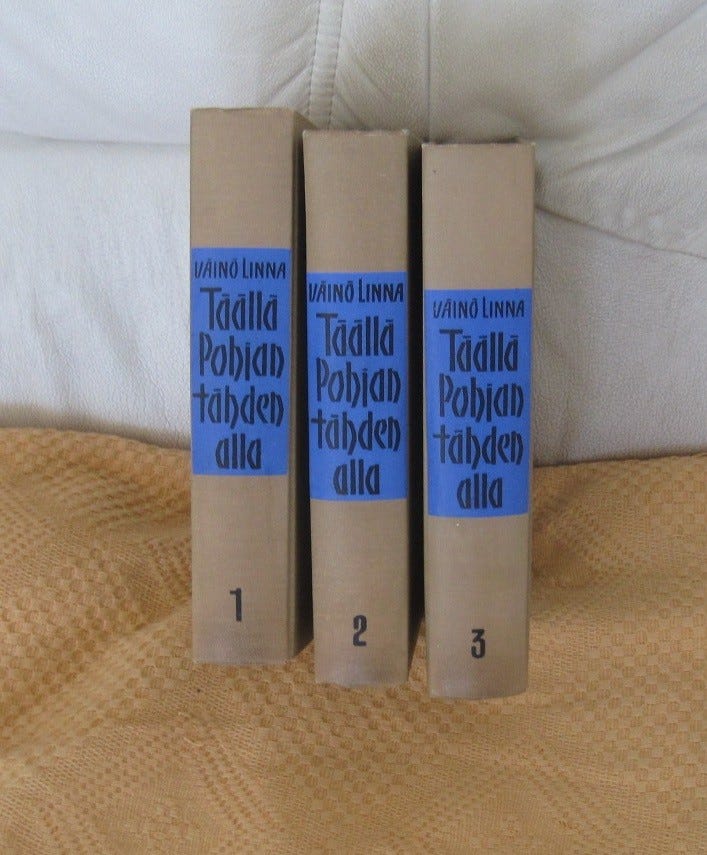 VÄINÖ LINNA
Täällä
Pohjan
tähden
alla
1
VÄINÖ LINNA
Täällä
Pohjan
tähden
alla
2
VÄINÖ LINNA
Täällä
Pohjan
tähden
alla
3